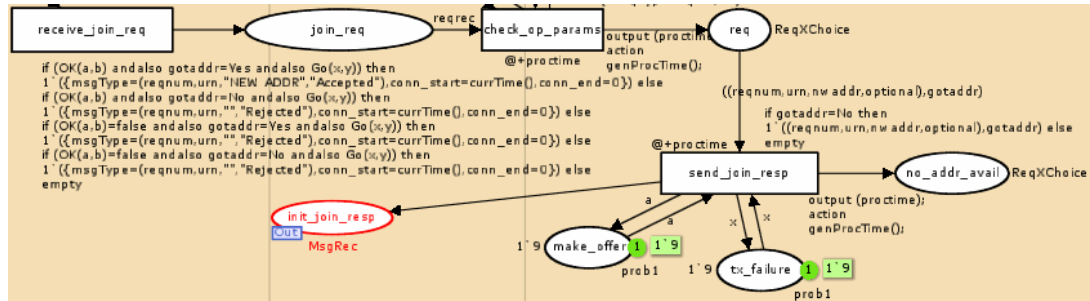 receive_join_req
join_req
reqrec
check_op_params
@+proctime
output (proctime);
action
genProcTime();
req
ReqXChoice
if (OK(a,b) andalso gotaddr=Yes andalso Go(x,y)) then
1`({msgType=(reqnum,urn,"NEW ADDR","Accepted"),conn_start=currTime(),conn_end=0}) else
if (OK(a,b) andalso gotaddr=No andalso Go(x,y)) then
1`({msgType=(reqnum,urn,"","Rejected"),conn_start=currTime(),conn_end=0}) else
if (OK(a,b)=false andalso gotaddr=Yes andalso Go(x,y)) then
1`({msgType=(reqnum,urn,"","Rejected"),conn_start=currTime(),conn_end=0}) else
if (OK(a,b)=false andalso gotaddr=No andalso Go(x,y)) then
1`({msgType=(reqnum,urn,"","Rejected"),conn_start=currTime(),conn_end=0}) else
empty
((reqnum,urn,nwaddr,optional),gotaddr)
if gotaddr=No then
1`((reqnum,urn,nwaddr,optional),gotaddr) else
empty
@+proctime
send_join_resp
no_addr_avail
ReqXChoice
output (proctime);
action
genProcTime();
init_join_resp
Out
MsgRec
a
a
x
x
1`9
make_offer
1
1`9
prob1
1`9
tx_failure
1
1`9
prob1